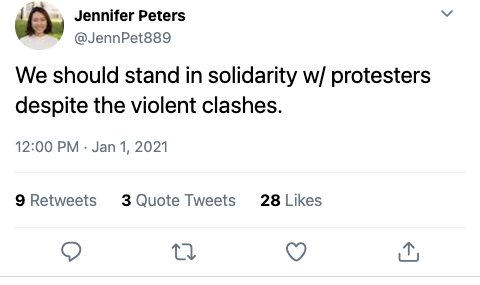 Jennifer Peters
@JennPet889
We should stand in solidarity w/ protesters
despite the violent clashes.
12:00 PM · Jan 1, 2021
9 Retweets 3 Quote Tweets 28 Likes